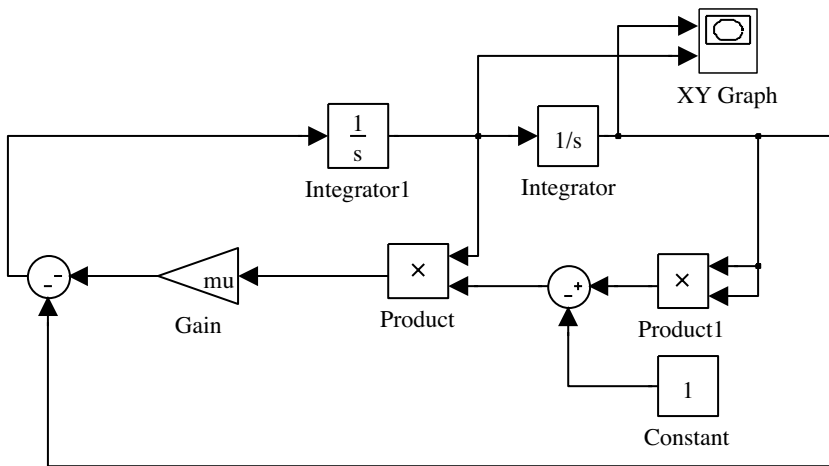 XY Graph
1
s
Integrator1
1/s
Integrator
-
-
mu
Gain
×
Product
+
-
×
Product1
1
Constant